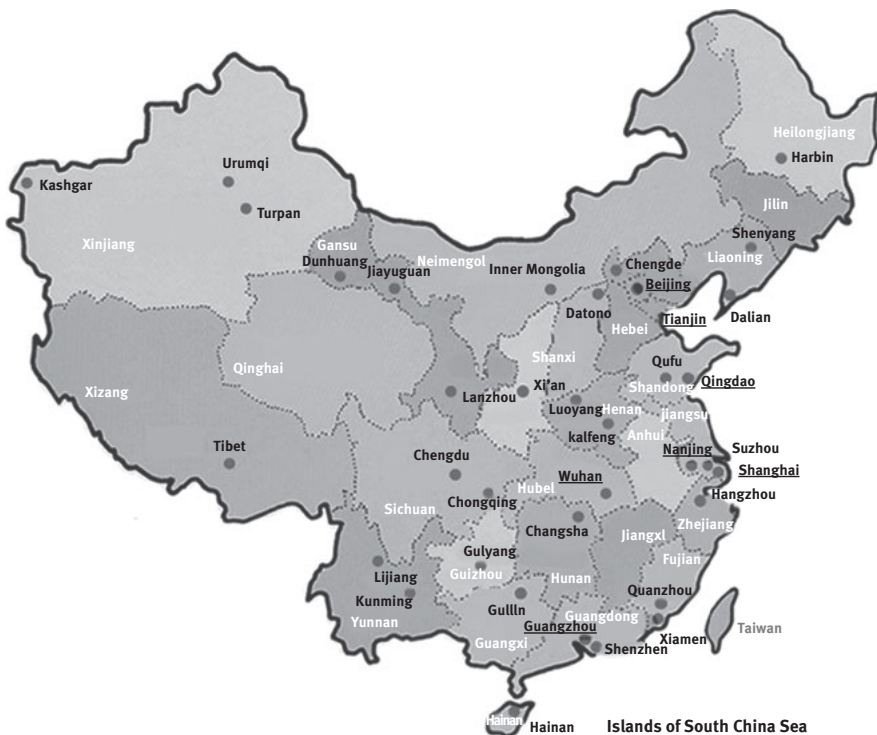 Heilongjiang
Harbin
Urumqi
Kashgar
Jilin
Turpan
Shenyang
Xinjiang
Gansu
Neimengol
Liaoning
Dunhuang
Jiayuguan
Inner Mongolia
Chengde
Beijing
Datono
Dalian
Tianjin
Hebei
Qinghai
Shanxi
Qufu
Xizang
Shandong
Qingdao
Lanzhou
Xi'an
Luoyang
Henan
jiangsu
kalfeng
Anhui
Tibet
Chengdu
Nanjing
Suzhou
Shanghai
Wuhan
Hubel
Chongqing
Hangzhou
Sichuan
Changsha
Jiangxl
Zhejiang
Gulyang
Fujian
Lijiang
Guizhou
Hunan
Kunming
Quanzhou
Gullln
Yunnan
Guangdong
Guangzhou
Taiwan
Guangxi
Xiamen
Shenzhen
Hainan
Hainan
Islands of South China Sea